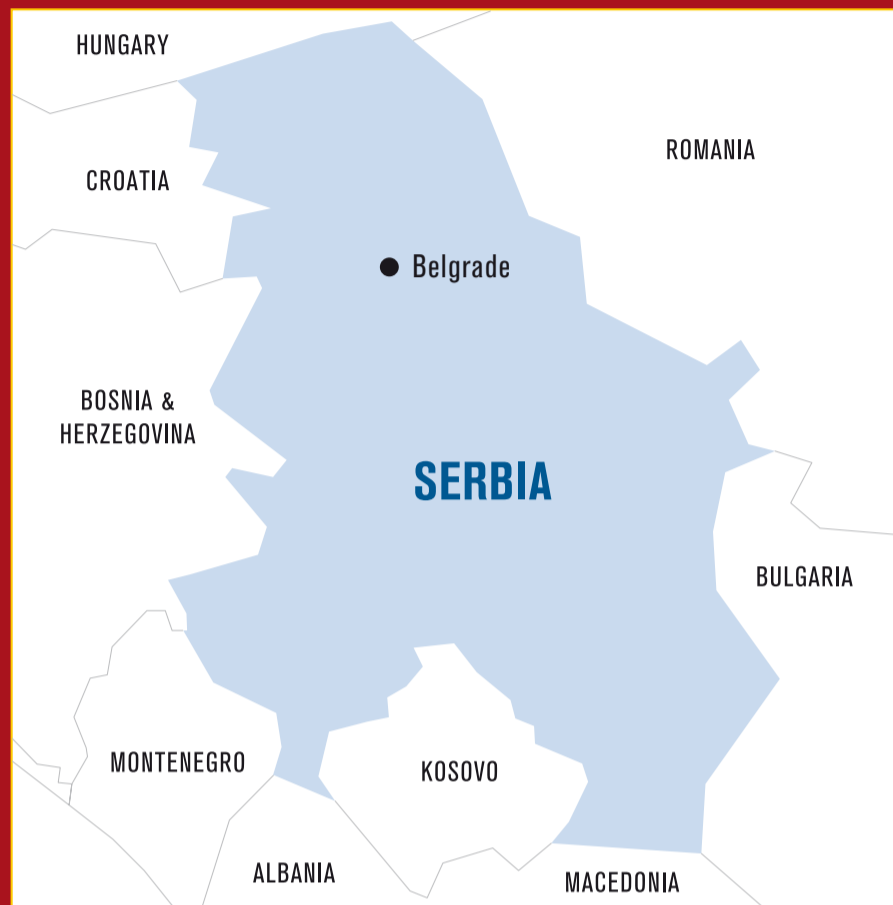 HUNGARY
ROMANIA
CROATIA
Belgrade
BOSNIA &
HERZEGOVINA
SERBIA
BULGARIA
MONTENEGRO
KOSOVO
ALBANIA
MACEDONIA